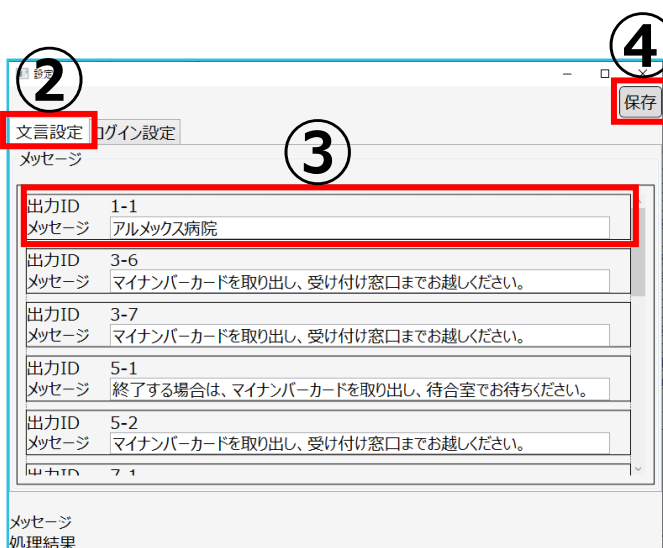 ④
設定
②
保存
文言設定 ログイン設定
③
メッセージ
出力ID 1-1
メッセージ アルメックス病院
出力ID 3-6
メッセージ マイナンバーカードを取り出し、受け付け窓口までお越しください。
出力ID 3-7
メッセージ マイナンバーカードを取り出し、受け付け窓口までお越しください。
出力ID 5-1
メッセージ 終了する場合は、マイナンバーカードを取り出し、待合室でお待ちください。
出力ID 5-2
メッセージ マイナンバーカードを取り出し、受け付け窓口までお越しください。
出力ID 7-1
メッセージ
処理結果